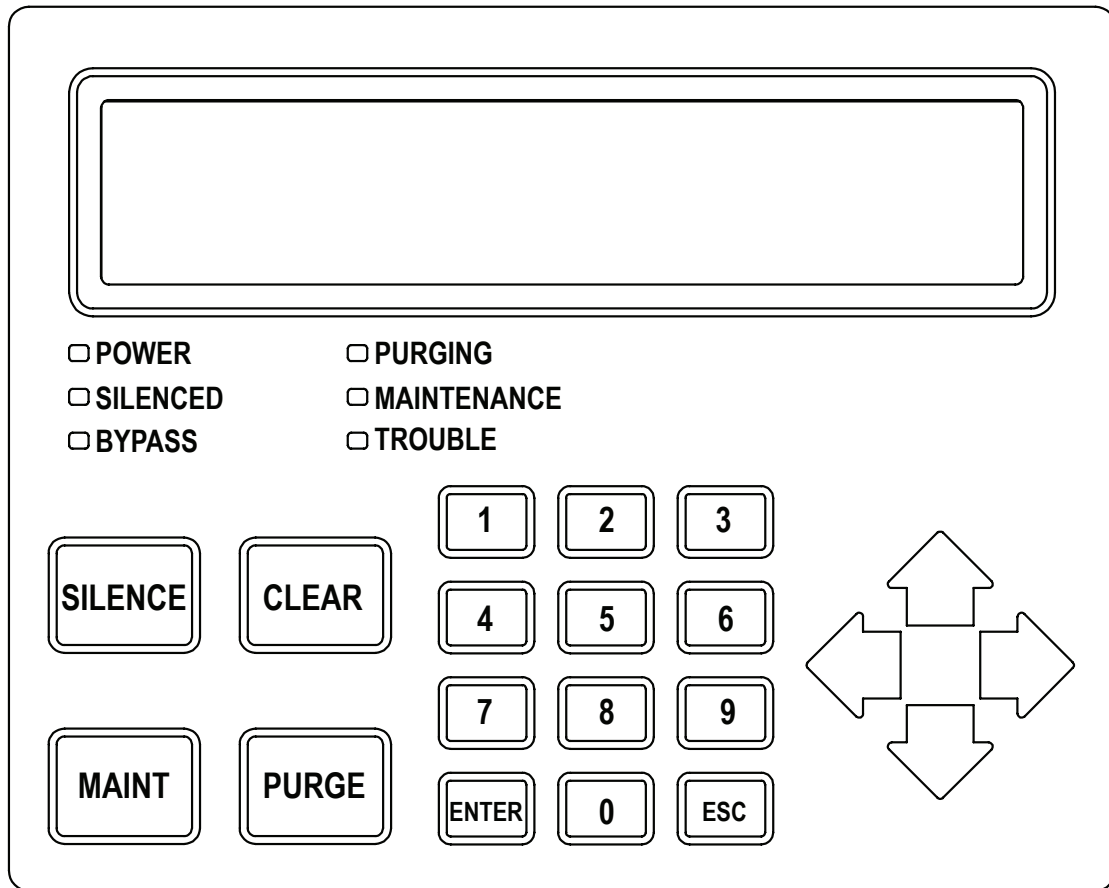 POWER PURGING
SILENCED MAINTENANCE
BYPASS TROUBLE
1 2 3
SILENCE CLEAR
4 5 6
7 8 9
MAINT PURGE
ENTER 0 ESC